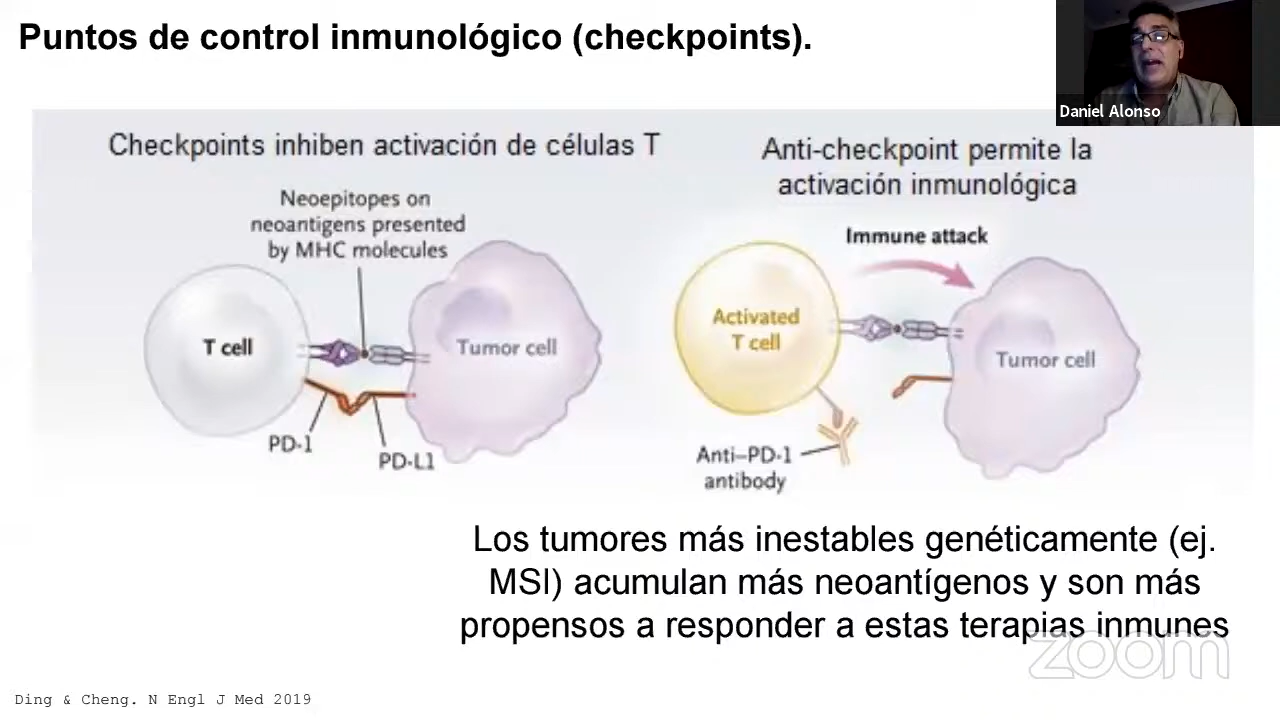 Puntos de control inmunológico (checkpoints).
Daniel Alonso
Checkpoints inhiben activación de células T
Neoepitopes on
neoantigens presented
by MHC molecules
T cell
Tumor cell
PD-1
PD-L1
Anti-checkpoint permite la
activación inmunológica
Immune attack
Activated
T cell
Tumor cell
Anti–PD-1
antibody
Los tumores más inestables genéticamente (ej.
MSI) acumulan más neoantígenos y son más
propensos a responder a estas terapias inmunes
zoom
Ding & Cheng. N Engl J Med 2019